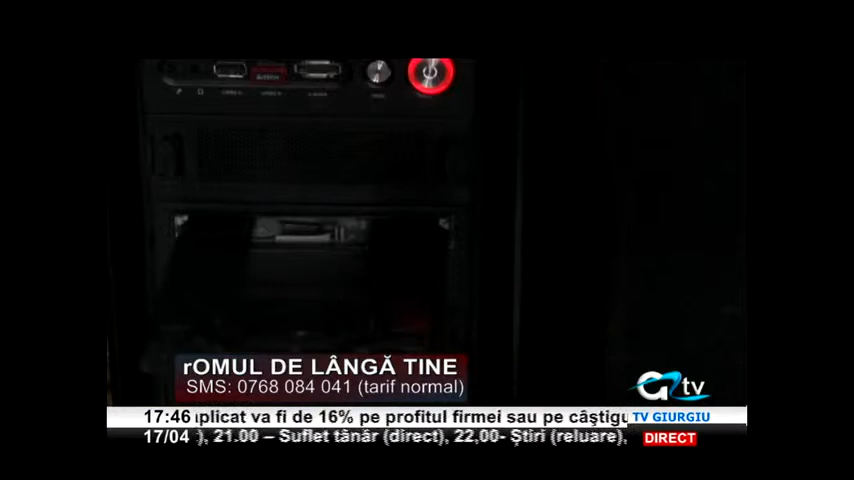 rOMUL DE LÂNGĂ TINE
SMS: 0768 084 041 (tarif normal)
G tv
17:46 plicat va fi de 16% pe profitul firmei sau pe câştigu TV GIURGIU
17/04 ), 21.00 – Suflet tânăr (direct), 22,00- Ştiri (reluare), DIRECT